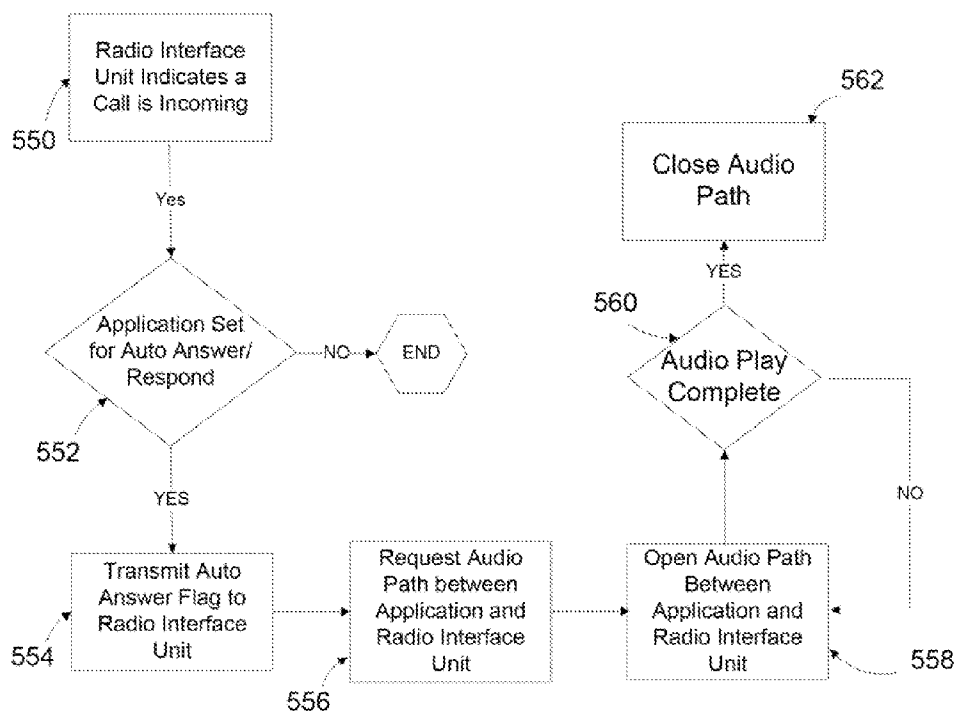 Radio Interface
Unit Indicates a
Call is Incoming
550
Yes
Application Set
for Auto Answer/
Respond
552
NO
END
YES
Transmit Auto
Answer Flag to
Radio Interface
Unit
554
Request Audio
Path between
Application and
Radio Interface
Unit
556
Open Audio Path
Between
Application and
Radio Interface
Unit
558
Audio Play
Complete
560
NO
YES
Close Audio
Path
562